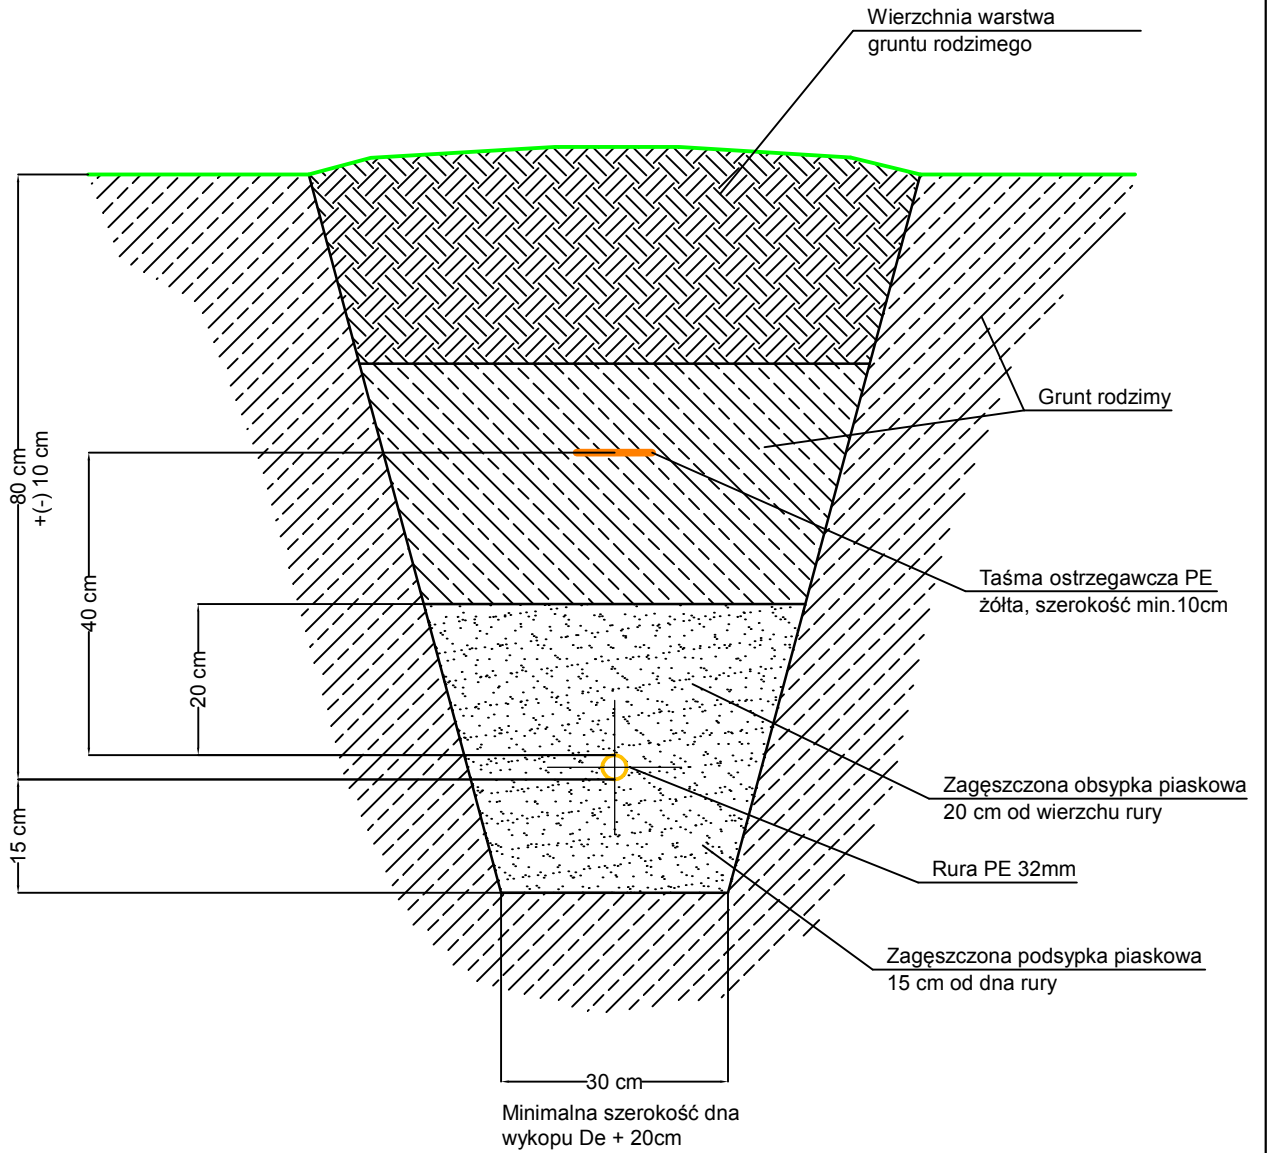 Wierzchnia warstwa
gruntu rodzimego
Grunt rodzimy
80 cm
+(-) 10 cm
40 cm
Taśma ostrzegawcza PE
żółta, szerokość min.10cm
20 cm
Zagęszczona obsypka piaskowa
20 cm od wierzchu rury
15 cm
Rura PE 32mm
Zagęszczona podsypka piaskowa
15 cm od dna rury
30 cm
Minimalna szerokość dna
wykopu De + 20cm